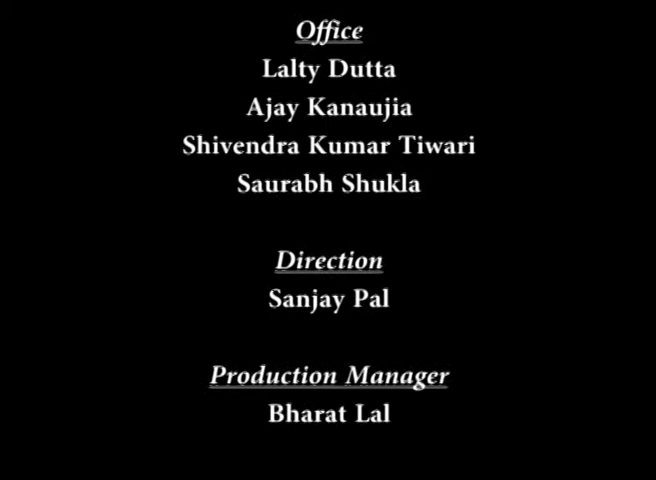 Office
Lalty Dutta
Ajay Kanaujia
Shivendra Kumar Tiwari
Saurabh Shukla
Direction
Sanjay Pal
Production Manager
Bharat Lal